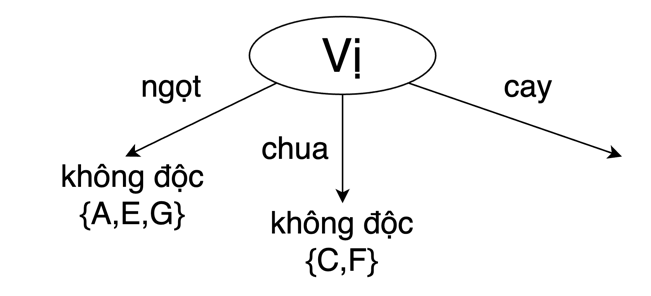 Vị
ngọt
cay
chua
không độc
{A,E,G}
không độc
{C,F}